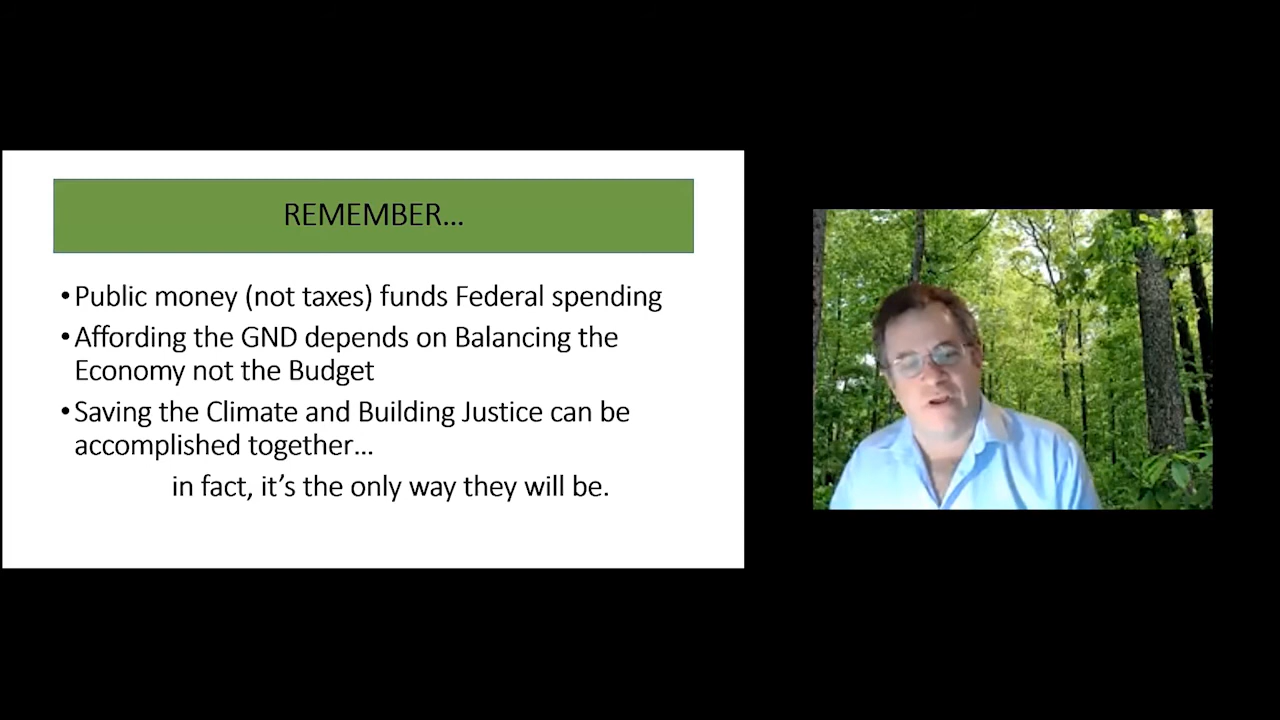 REMEMBER...
•Public money (not taxes) funds Federal spending
•Affording the GND depends on Balancing the
Economy not the Budget
•Saving the Climate and Building Justice can be
accomplished together...
in fact, it's the only way they will be.